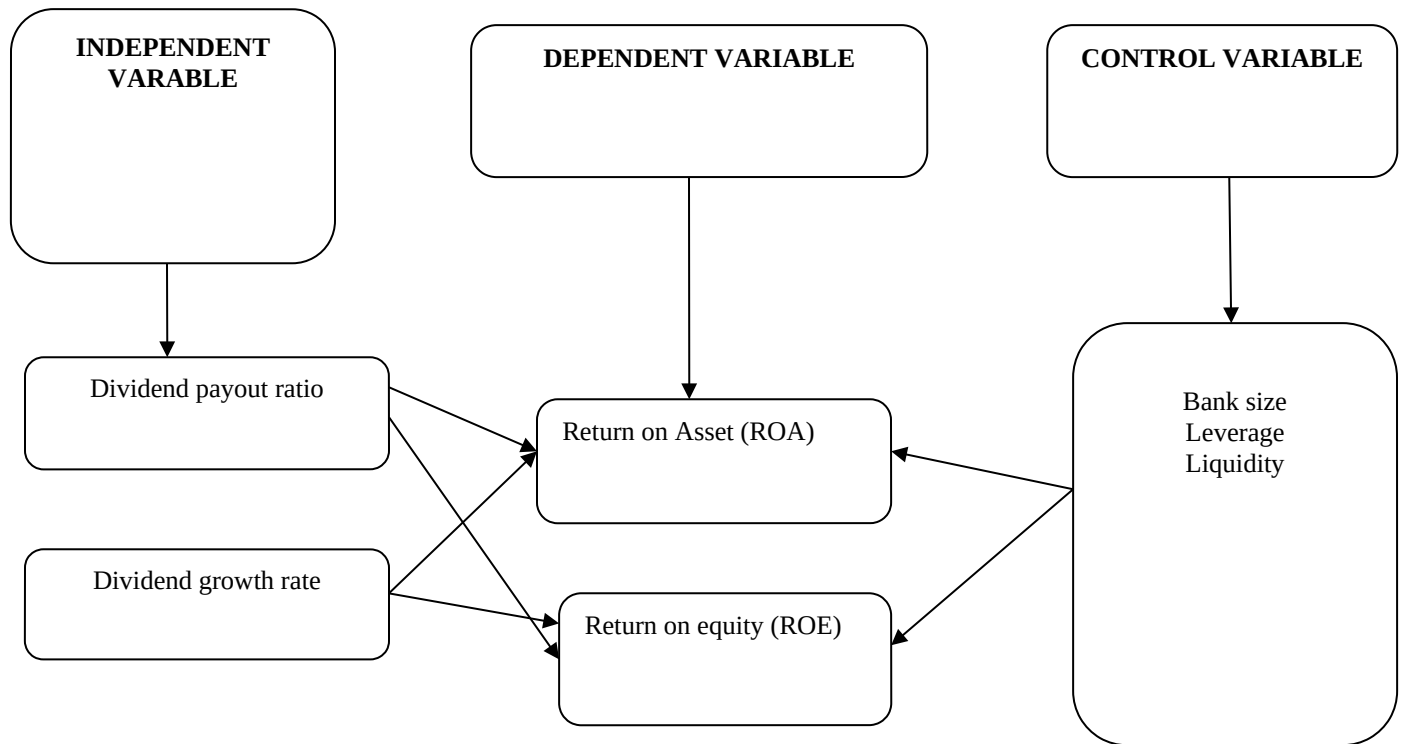 INDEPENDENT
VARABLE
DEPENDENT VARIABLE
CONTROL VARIABLE
Dividend payout ratio
Return on Asset (ROA)
Bank size
Leverage
Liquidity
Dividend growth rate
Return on equity (ROE)